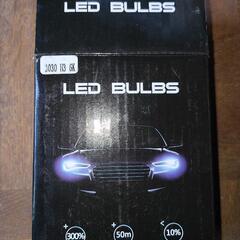 LED BULBS
3030 H3 6K
LED BULBS
+ + <
300% 50m 10%